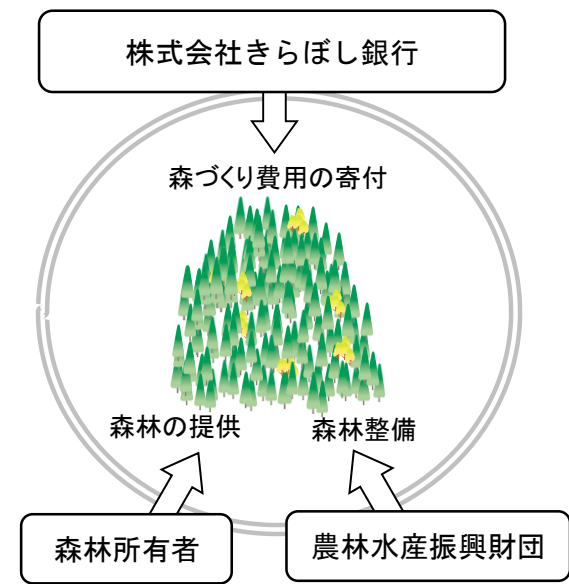 株式会社きらぼし銀行
森づくり費用の寄付
森林の提供
森林整備
森林所有者
農林水産振興財団